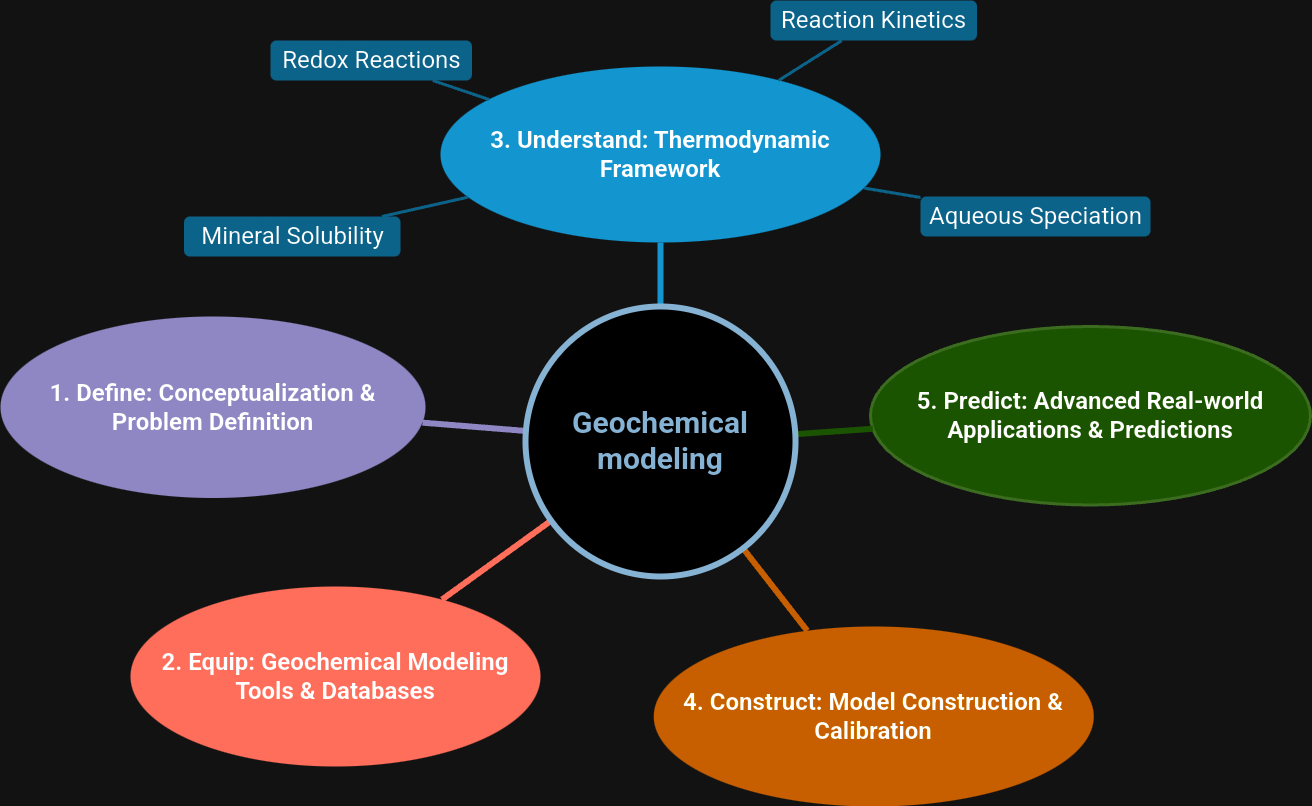 Reaction Kinetics
Redox Reactions
3. Understand: Thermodynamic
Framework
Aqueous Speciation
Mineral Solubility
1. Define: Conceptualization &
Problem Definition
Geochemical
modeling
5. Predict: Advanced Real-world
Applications & Predictions
2. Equip: Geochemical Modeling
Tools & Databases
4. Construct: Model Construction &
Calibration